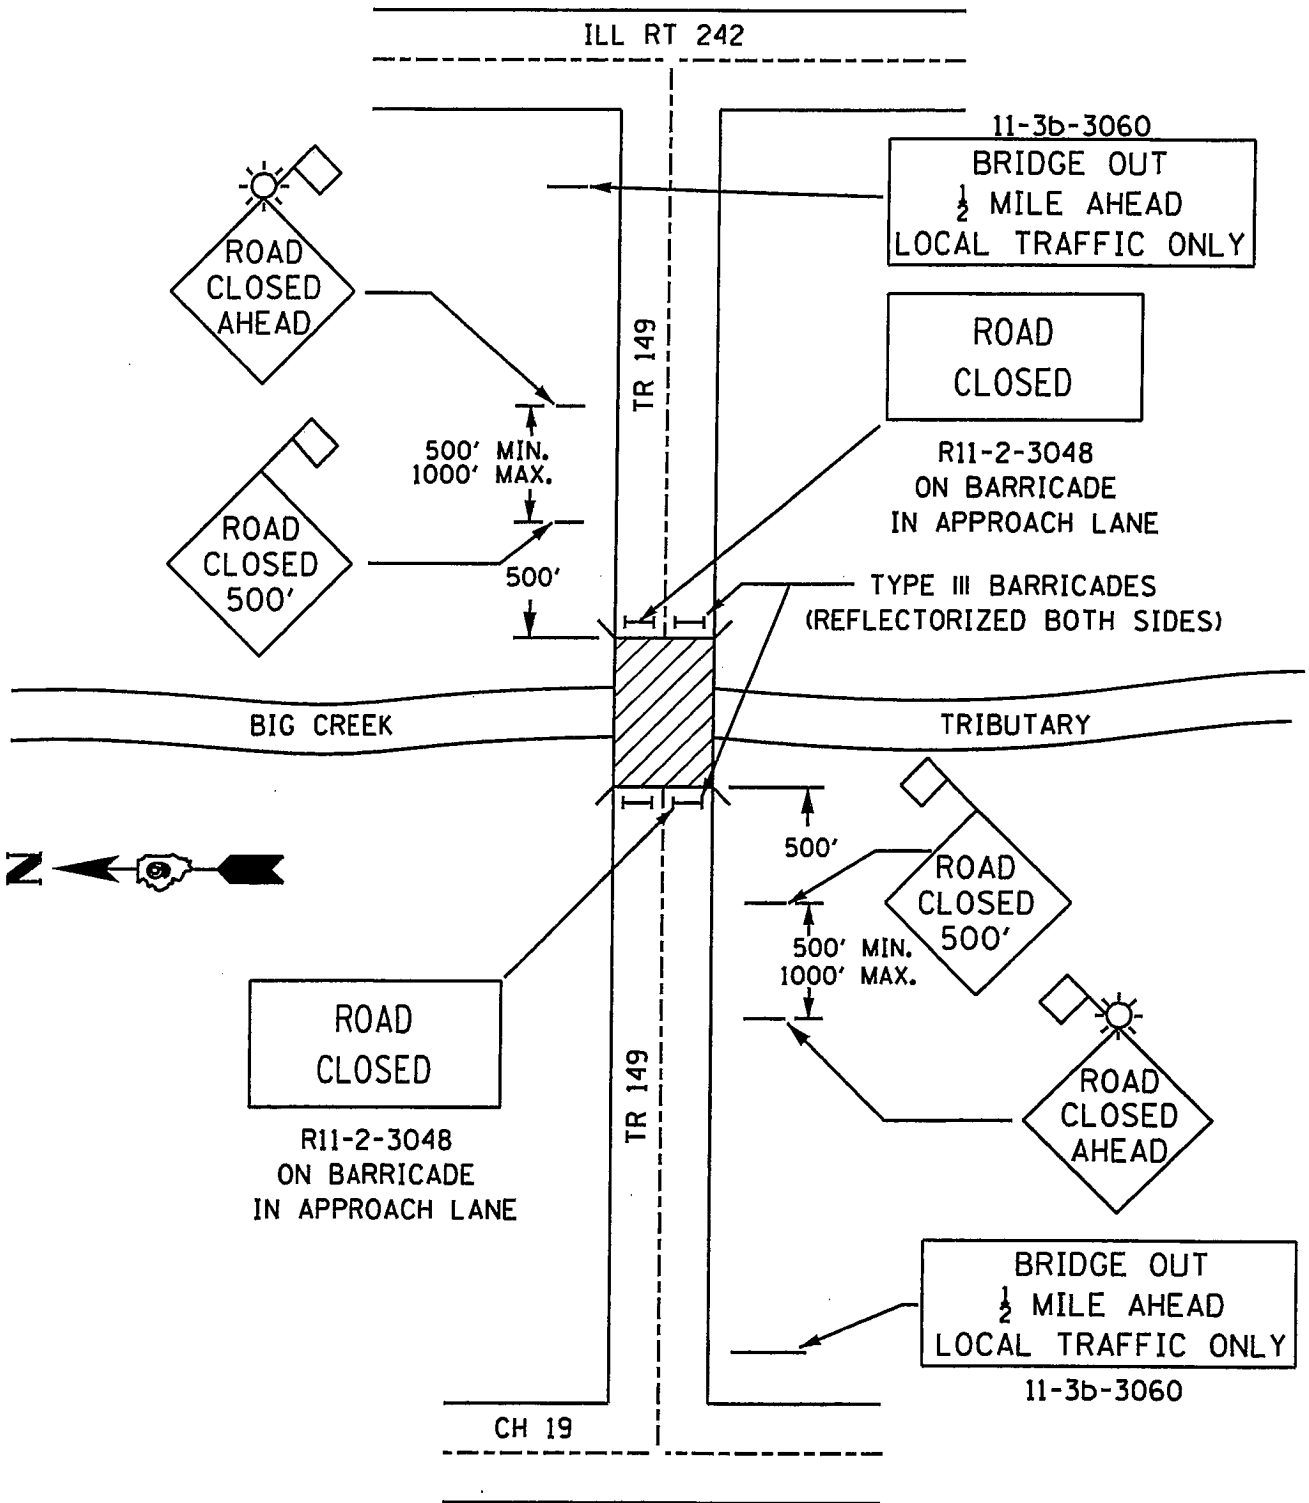 ILL RT 242
11-3b-3060
BRIDGE OUT
1/2 MILE AHEAD
LOCAL TRAFFIC ONLY
ROAD
CLOSED
AHEAD
TR 149
ROAD
CLOSED
R11-2-3048
ON BARRICADE
IN APPROACH LANE
500' MIN.
1000' MAX.
ROAD
CLOSED
500'
500'
TYPE III BARRICADES
(REFLECTORIZED BOTH SIDES)
BIG CREEK
TRIBUTARY
N
500'
ROAD
CLOSED
500'
500' MIN.
1000' MAX.
ROAD
CLOSED
R11-2-3048
ON BARRICADE
IN APPROACH LANE
TR 149
ROAD
CLOSED
AHEAD
BRIDGE OUT
1/2 MILE AHEAD
LOCAL TRAFFIC ONLY
11-3b-3060
CH 19